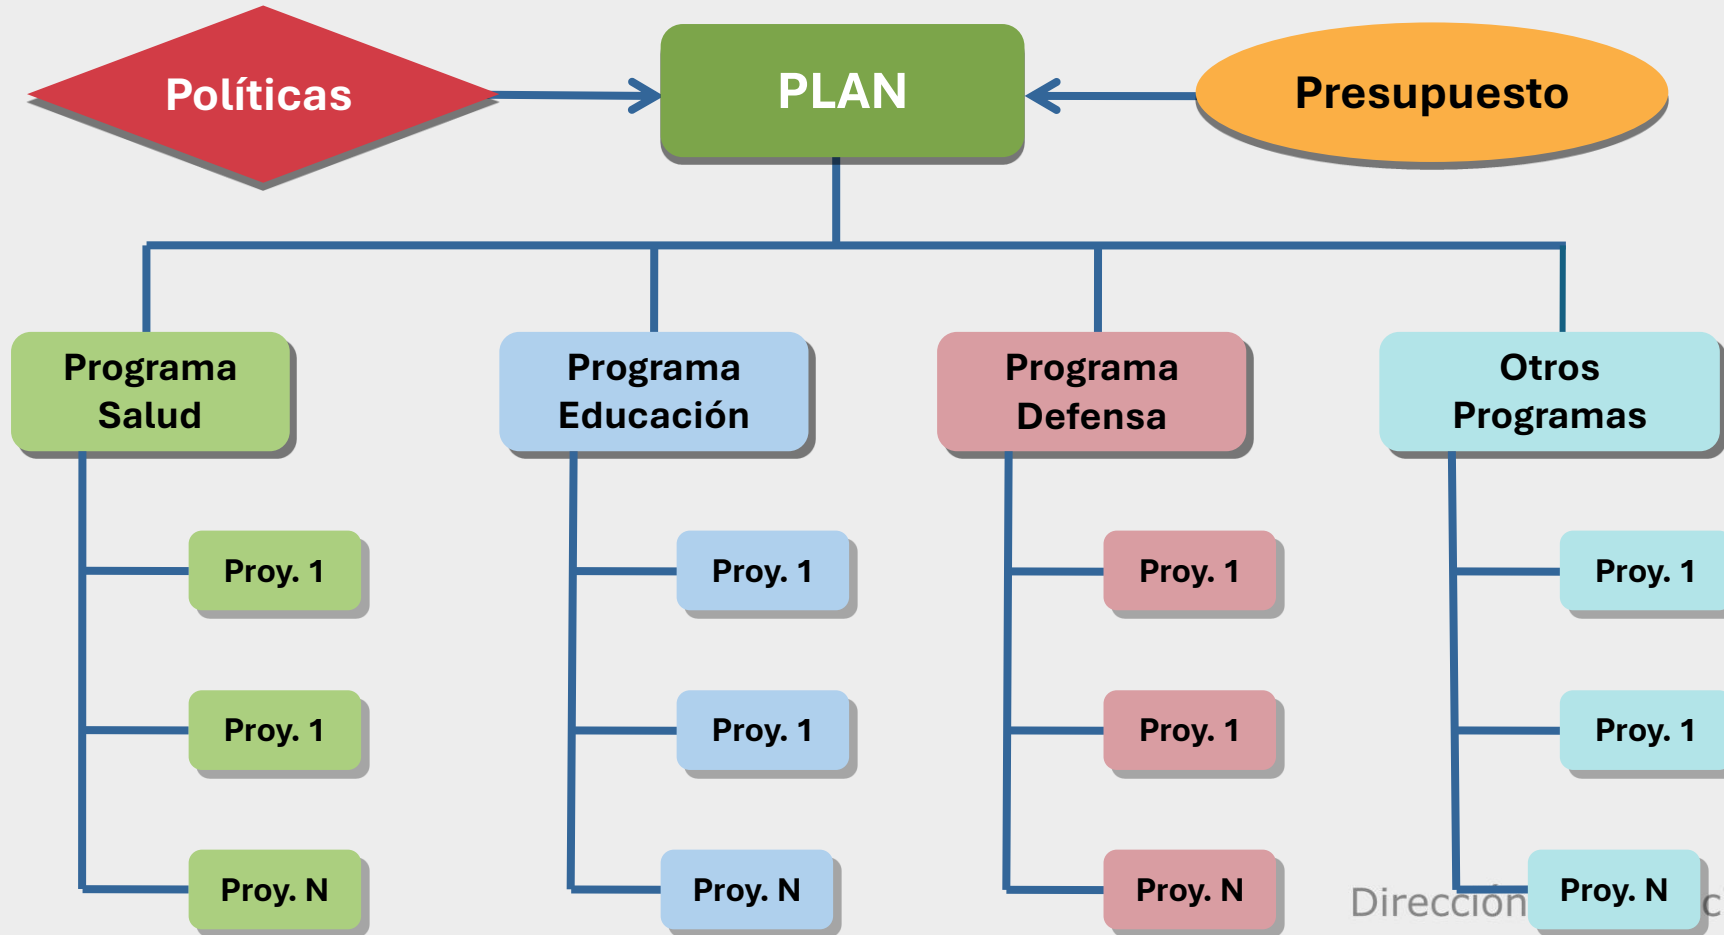 Políticas
PLAN
Presupuesto
Programa
Salud
Programa
Educación
Programa
Defensa
Otros
Programas
Proy. 1
Proy. 1
Proy. 1
Proy. 1
Proy. 1
Proy. 1
Proy. 1
Proy. 1
Proy. N
Proy. N
Proy. N
Proy. N
Dirección